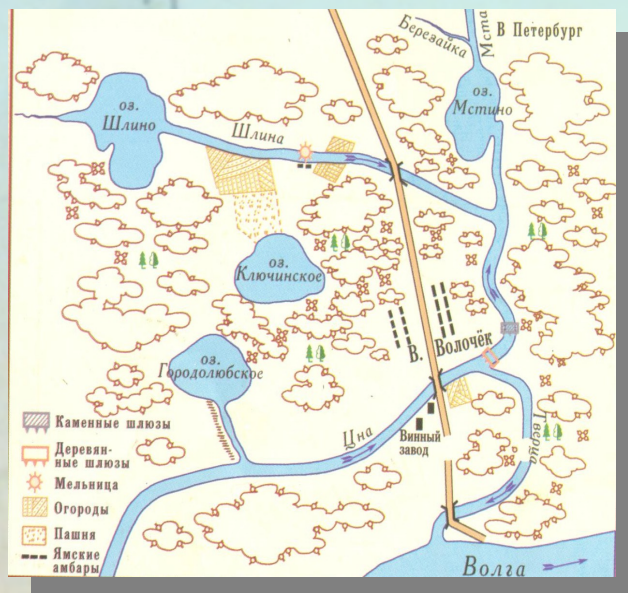 Березайка
Мста
В Петербург
оз.
Шлино
Шлина
оз.
Мстино
оз.
Ключинское
В. Волочёк
оз.
Городолюбское
Цна
Винный
завод
Тверца
Волга
Каменные шлюзы
Деревян-
ные шлюзы
Мельница
Огороды
Пашня
Ямские
амбары